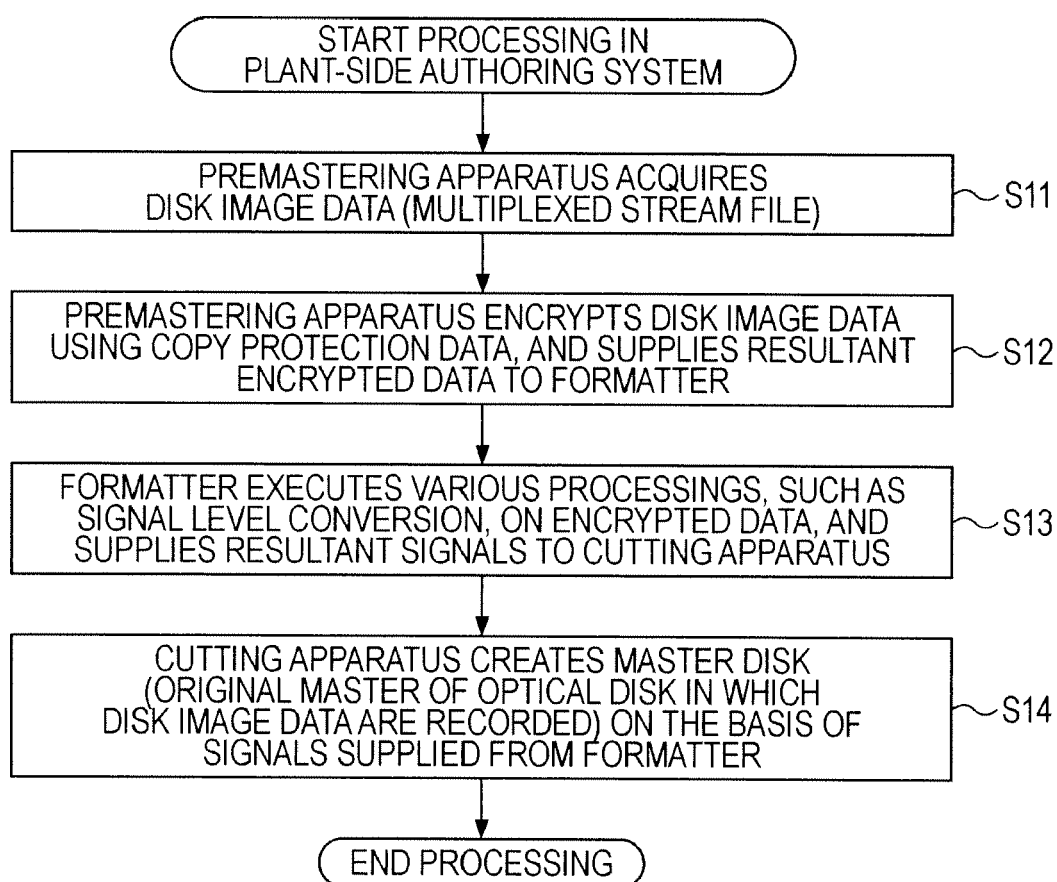 START PROCESSING IN
PLANT-SIDE AUTHORING SYSTEM
PREMASTERING APPARATUS ACQUIRES
DISK IMAGE DATA (MULTIPLEXED STREAM FILE)
S11
PREMASTERING APPARATUS ENCRYPTS DISK IMAGE DATA
USING COPY PROTECTION DATA, AND SUPPLIES RESULTANT
ENCRYPTED DATA TO FORMATTER
S12
FORMATTER EXECUTES VARIOUS PROCESSINGS, SUCH AS
SIGNAL LEVEL CONVERSION, ON ENCRYPTED DATA, AND
SUPPLIES RESULTANT SIGNALS TO CUTTING APPARATUS
S13
CUTTING APPARATUS CREATES MASTER DISK
(ORIGINAL MASTER OF OPTICAL DISK IN WHICH
DISK IMAGE DATA ARE RECORDED) ON THE BASIS OF
SIGNALS SUPPLIED FROM FORMATTER
S14
END PROCESSING